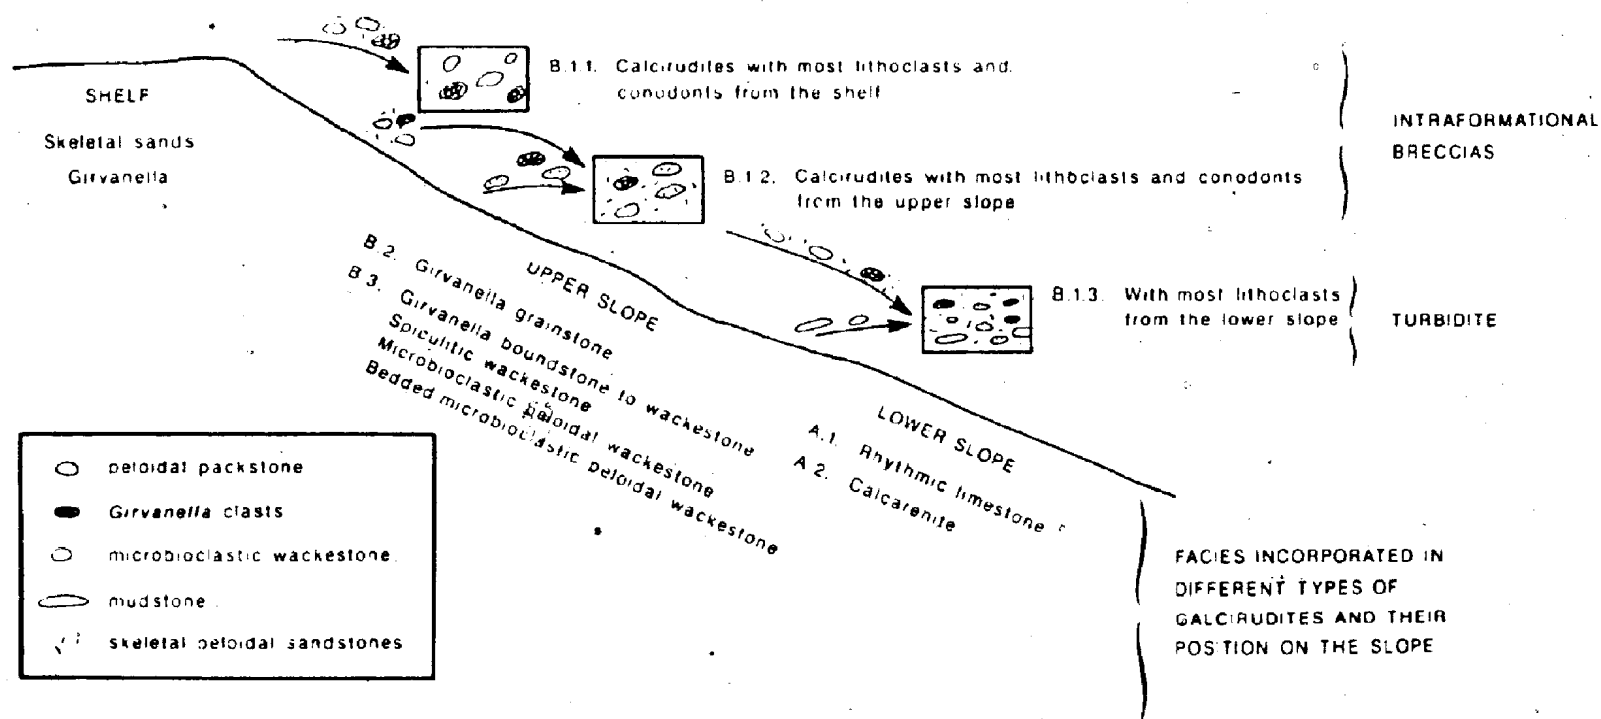 SHELF
Skeletal sands
Girvanella
B.1.1. Calcirudites with most lithoclasts and
conodonts from the shelf
B.1.2. Calcirudites with most lithoclasts and conodonts
from the upper slope
INTRAFORMATIONAL
BRECCIAS
B.1.3. With most lithoclasts
from the lower slope
TURBIDITE
UPPER SLOPE
B.2. Girvanella grainstone
B.3. Girvanella boundstone to wackestone
Spiculitic wackestone
Microbioclastic peloidal wackestone
Bedded microbioclastic peloidal wackestone
LOWER SLOPE
A.1. Rhythmic limestone
A.2. Calcarenite
peloidal packstone
Girvanella clasts
microbioclastic wackestone
mudstone
skeletal peloidal sandstones
FACIES INCORPORATED IN
DIFFERENT TYPES OF
CALCIRUDITES AND THEIR
POSITION ON THE SLOPE